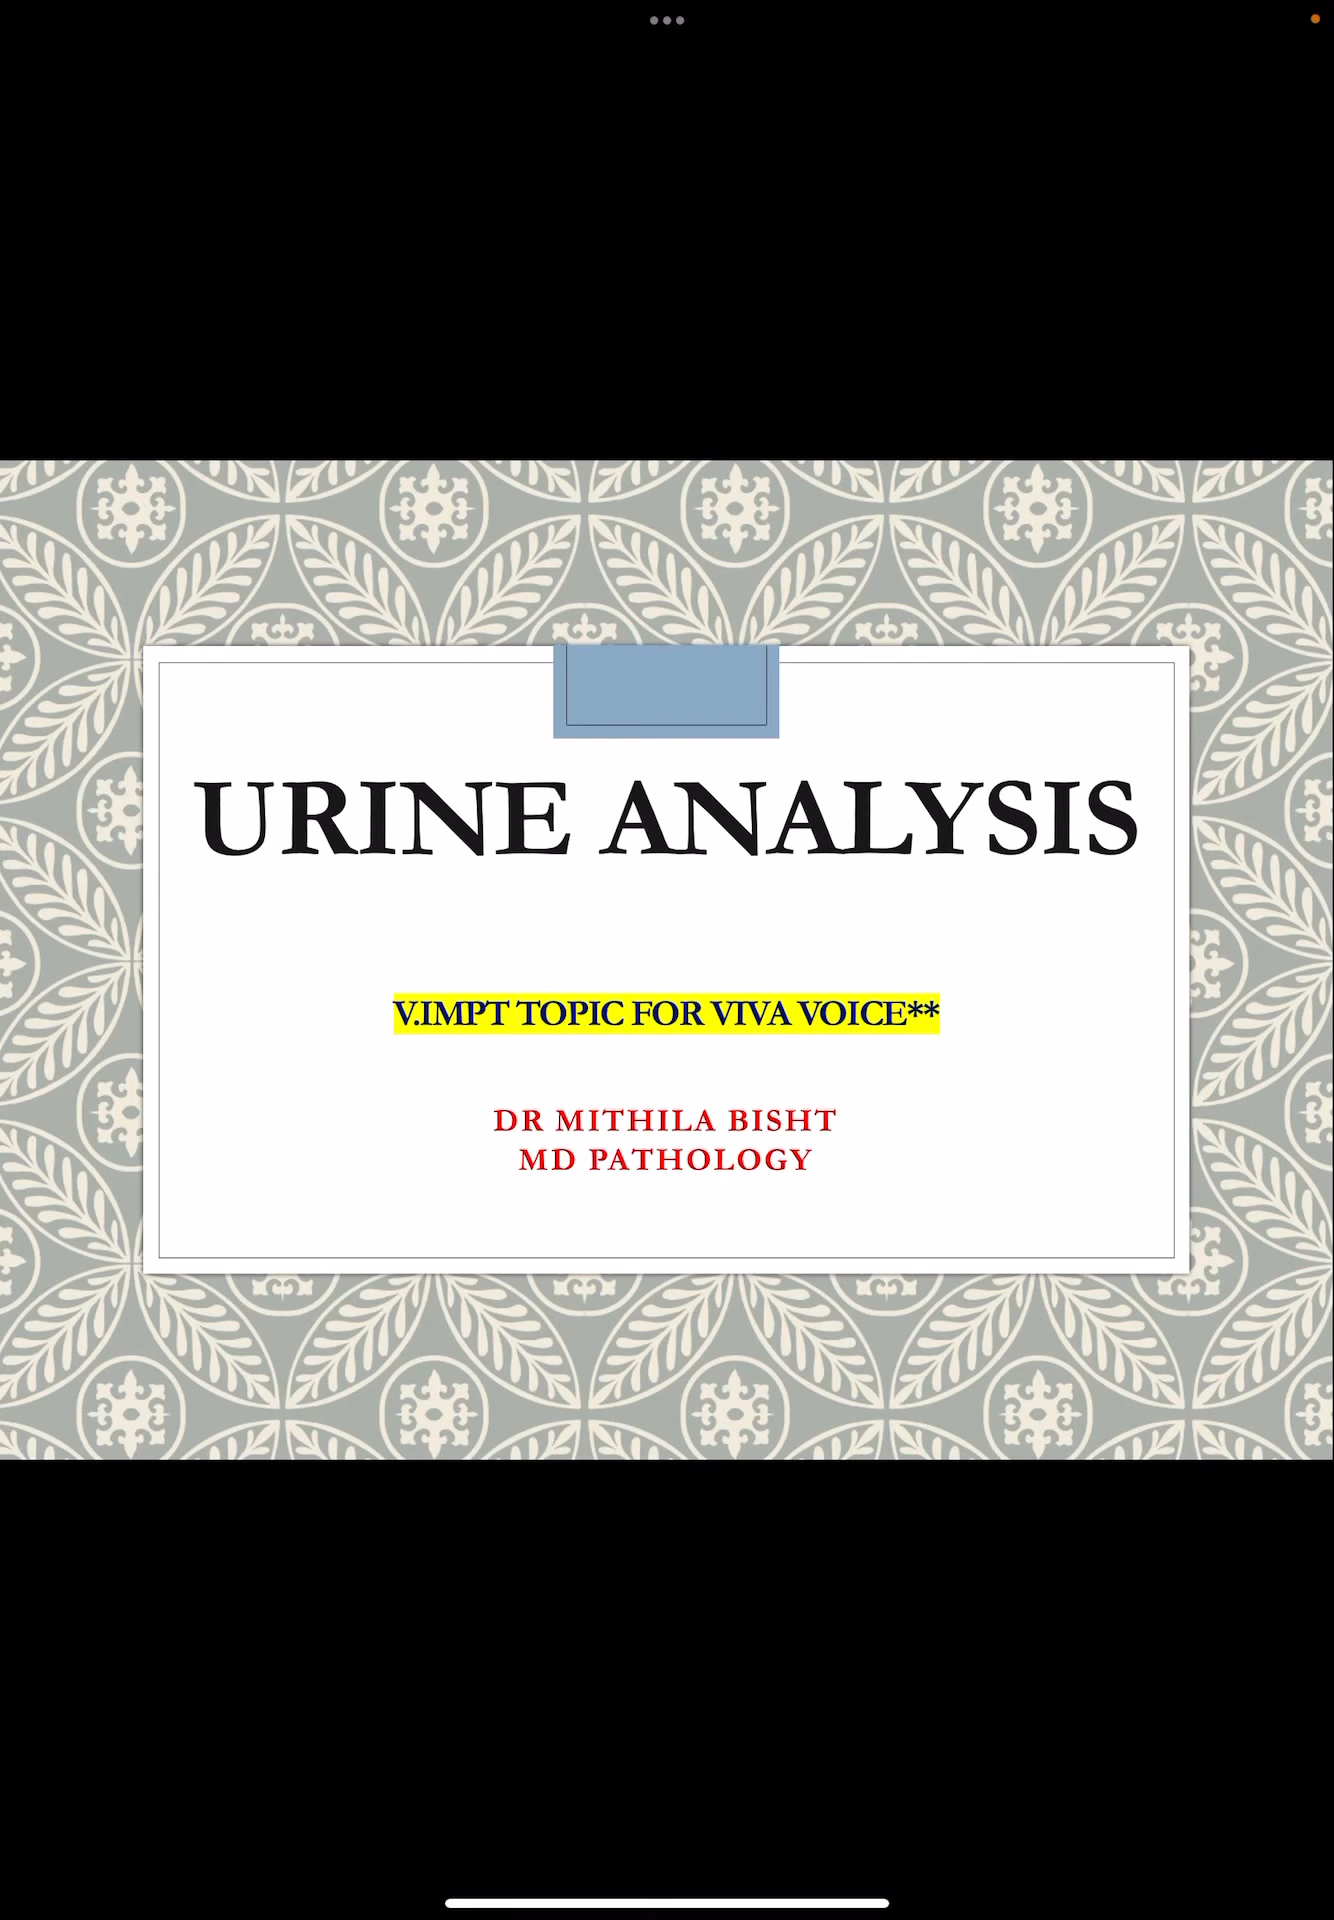 URINE ANALYSIS
V.IMPT TOPIC FOR VIVA VOICE**
DR MITHILA BISHT
MD PATHOLOGY